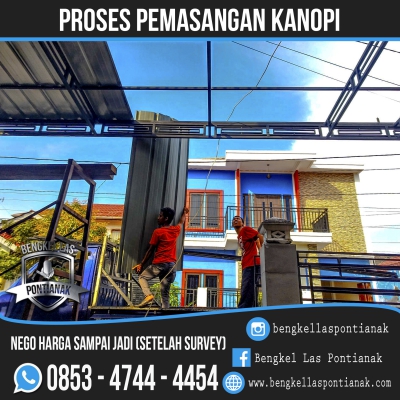 PROSES PEMASANGAN KANOPI
BENGKEL LAS
PONTIANAK
NEGO HARGA SAMPAI JADI (SETELAH SURVEY)
0853 - 4744 - 4454
bengkellaspontianak
Bengkel Las Pontianak
www.bengkellaspontianak.com